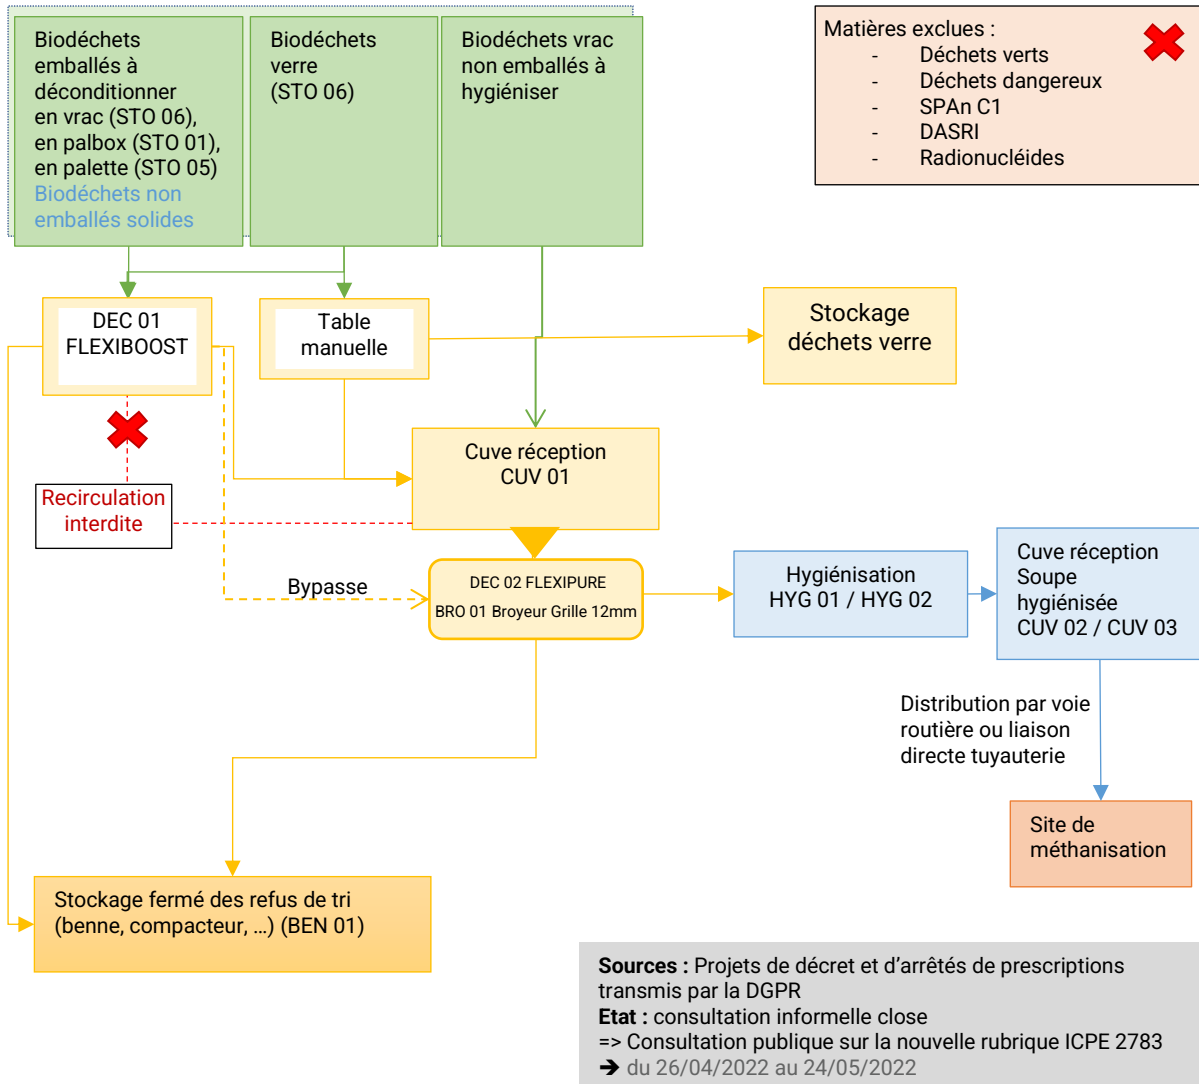 Biodéchets
emballés à
déconditionner
en vrac (STO 06),
en palbox (STO 01),
en palette (STO 05)
Biodéchets non
emballés solides
Biodéchets
verre
(STO 06)
Biodéchets vrac
non emballés à
hygiéniser
Matières exclues :
- Déchets verts
- Déchets dangereux
- SPAn C1
- DASRI
- Radionucléides
DEC 01
FLEXIBOOST
Table
manuelle
Stockage
déchets verre
Cuve réception
CUV 01
Recirculation
interdite
Bypasse
DEC 02 FLEXIPURE
BRO 01 Broyeur Grille 12mm
Hygiénisation
HYG 01 / HYG 02
Cuve réception
Soupe
hygiénisée
CUV 02 / CUV 03
Distribution par voie
routière ou liaison
directe tuyauterie
Site de
méthanisation
Stockage fermé des refus de tri
(benne, compacteur, …) (BEN 01)
Sources : Projets de décret et d’arrêtés de prescriptions
transmis par la DGPR
Etat : consultation informelle close
=> Consultation publique sur la nouvelle rubrique ICPE 2783
➔ du 26/04/2022 au 24/05/2022